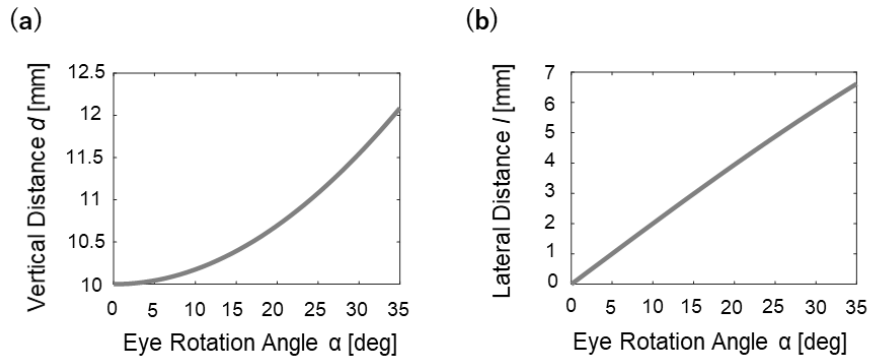 (a)
Vertical Distance d [mm]
12.5
12
11.5
11
10.5
10
0 5 10 15 20 25 30 35
Eye Rotation Angle α [deg]
(b)
Lateral Distance l [mm]
7
6
5
4
3
2
1
0
0 5 10 15 20 25 30 35
Eye Rotation Angle α [deg]